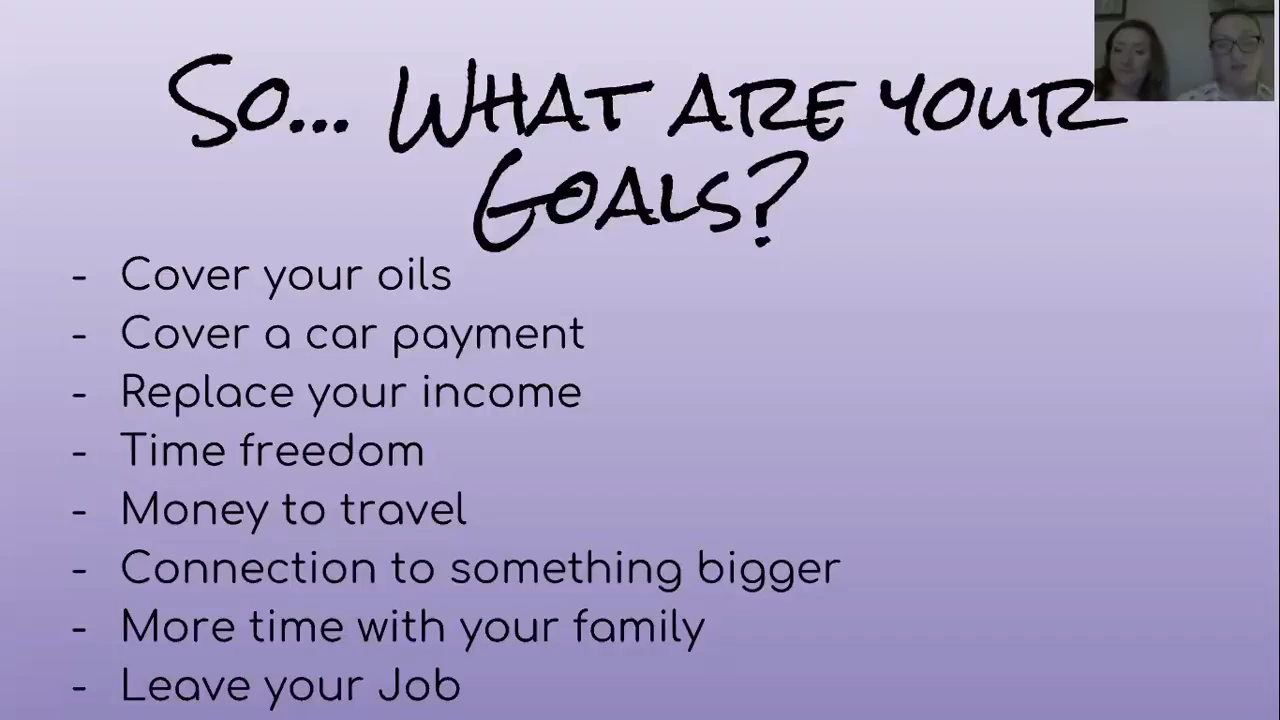 So... What are your
Goals?
- Cover your oils
- Cover a car payment
- Replace your income
- Time freedom
- Money to travel
- Connection to something bigger
- More time with your family
- Leave your Job